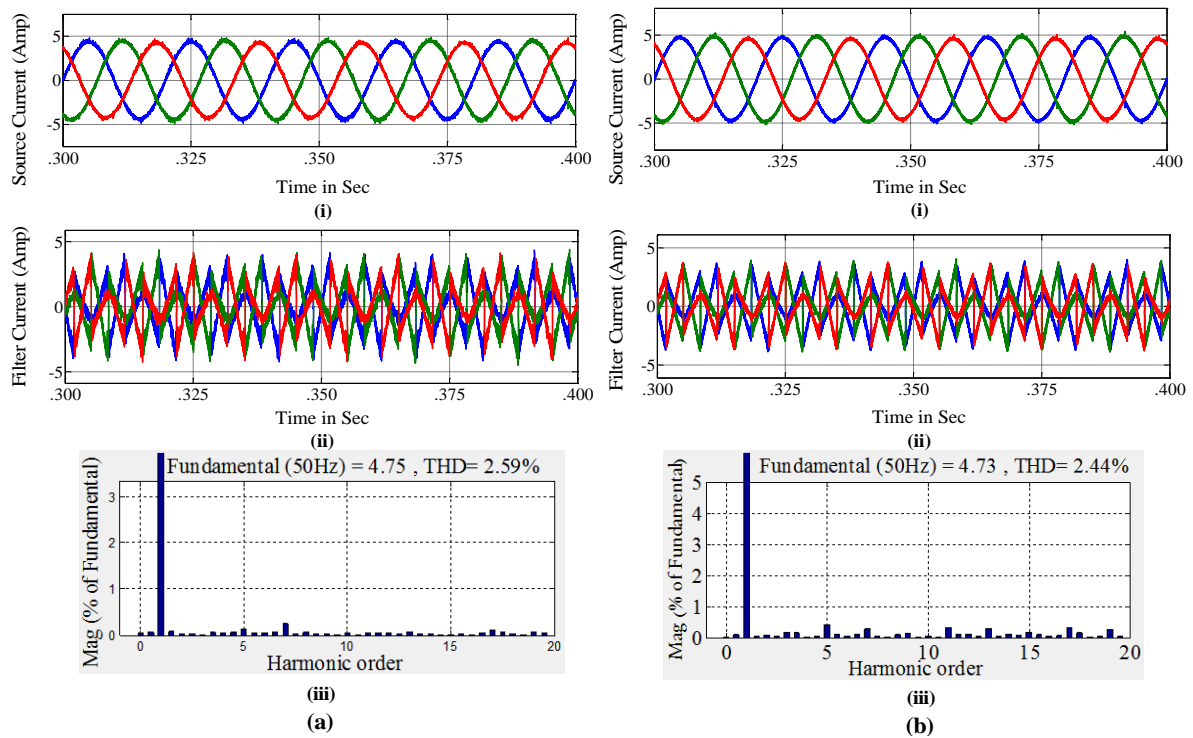 Source Current (Amp)
5
0
-5
.300 .325 .350 .375 .400
Time in Sec
(i)
Filter Current (Amp)
5
0
-5
.300 .325 .350 .375 .400
Time in Sec
(ii)
Fundamental (50Hz) = 4.75 , THD= 2.59%
Mag (% of Fundamental)
3
2
1
0
0 5 10 15 20
Harmonic order
(iii)
(a)
Source Current (Amp)
5
0
-5
.300 .325 .350 .375 .400
Time in Sec
(i)
Filter Current (Amp)
5
0
-5
.300 .325 .350 .375 .400
Time in Sec
(ii)
Fundamental (50Hz) = 4.73 , THD= 2.44%
Mag (% of Fundamental)
5
4
3
2
1
0
0 5 10 15 20
Harmonic order
(iii)
(b)